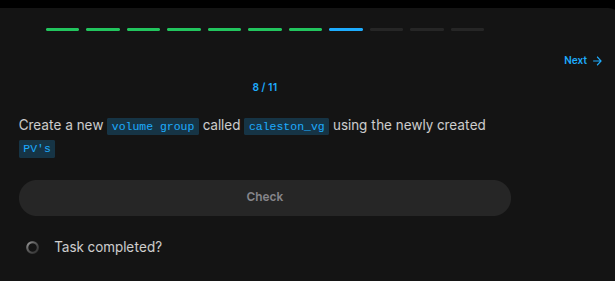 Next →
8 / 11
Create a new volume group called caleston_vg using the newly created
PV's
Check
Task completed?